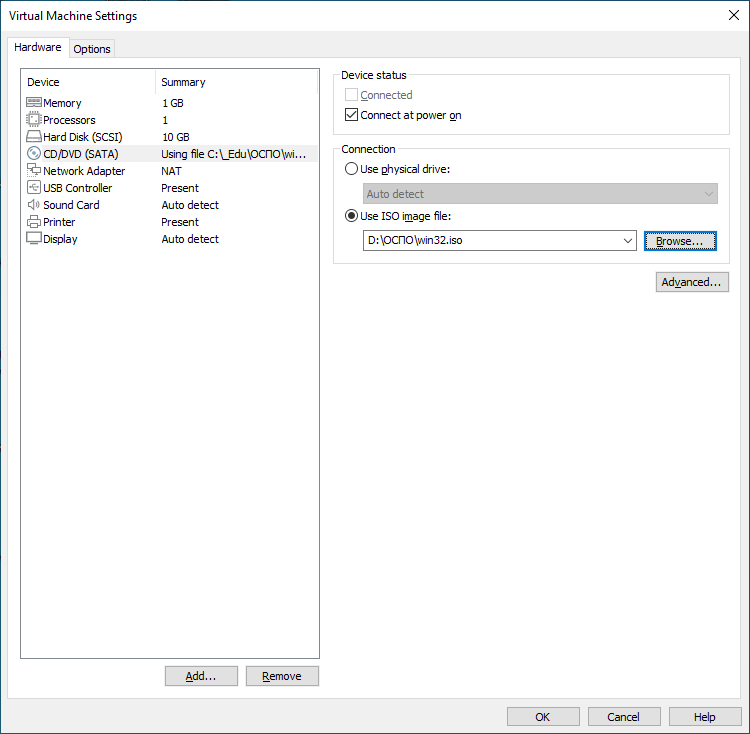 Virtual Machine Settings
Hardware
Options
Device Summary
Memory 1 GB
Processors 1
Hard Disk (SCSI) 10 GB
CD/DVD (SATA) Using file C:\_Edu\ОСПО\wi...
Network Adapter NAT
USB Controller Present
Sound Card Auto detect
Printer Present
Display Auto detect
Add...
Remove
Device status
Connected
Connect at power on
Connection
Use physical drive:
Auto detect
Use ISO image file:
D:\ОСПО\win32.iso
Browse...
Advanced...
OK
Cancel
Help